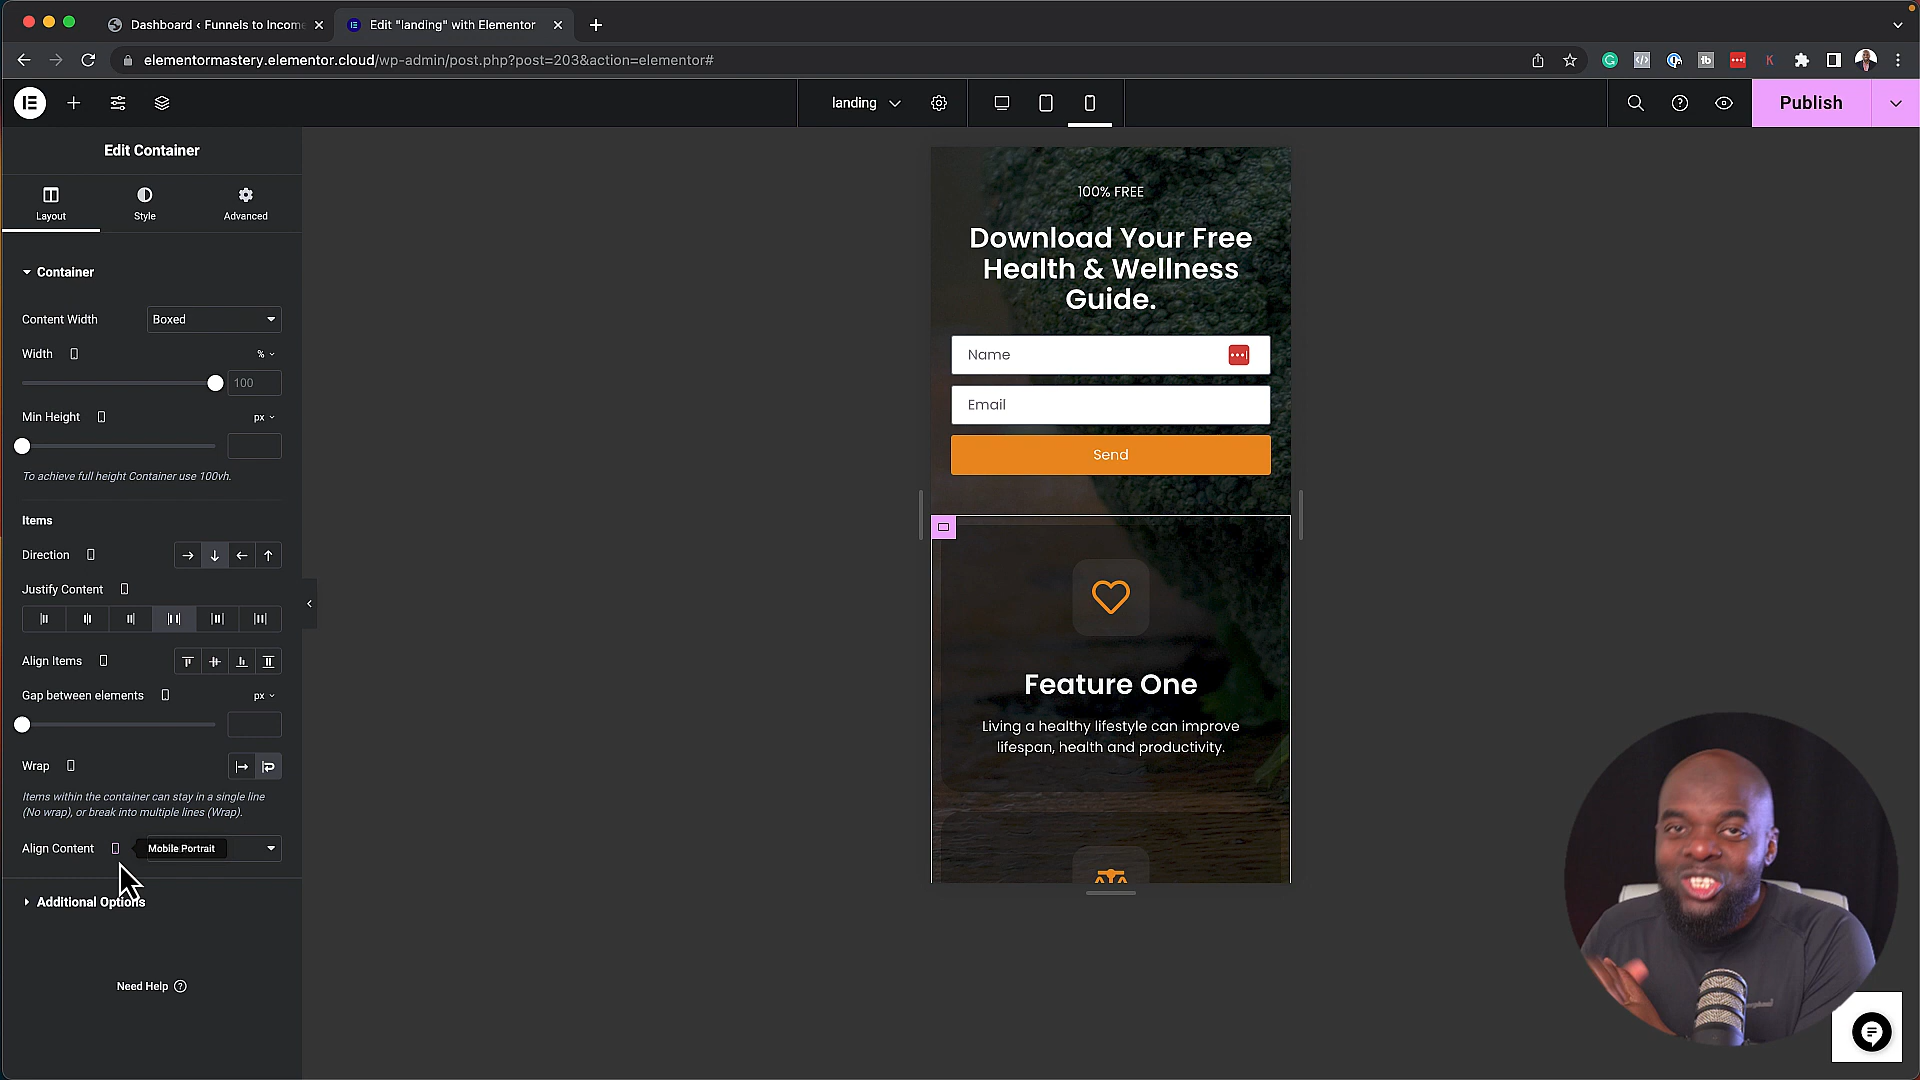 Dashboard ‹ Funnels to Income
Edit "landing" with Elementor
elementormastery.elementor.cloud/wp-admin/post.php?post=203&action=elementor#
landing
Publish
Edit Container
Layout
Style
Advanced
Container
Content Width
Boxed
Width
%
100
Min Height
px
To achieve full height Container use 100vh.
Items
Direction
Justify Content
Align Items
Gap between elements
px
Wrap
Items within the container can stay in a single line
(No wrap), or break into multiple lines (Wrap).
Align Content
Mobile Portrait
Additional Options
Need Help
100% FREE
Download Your Free
Health & Wellness
Guide.
Name
Email
Send
Feature One
Living a healthy lifestyle can improve
lifespan, health and productivity.